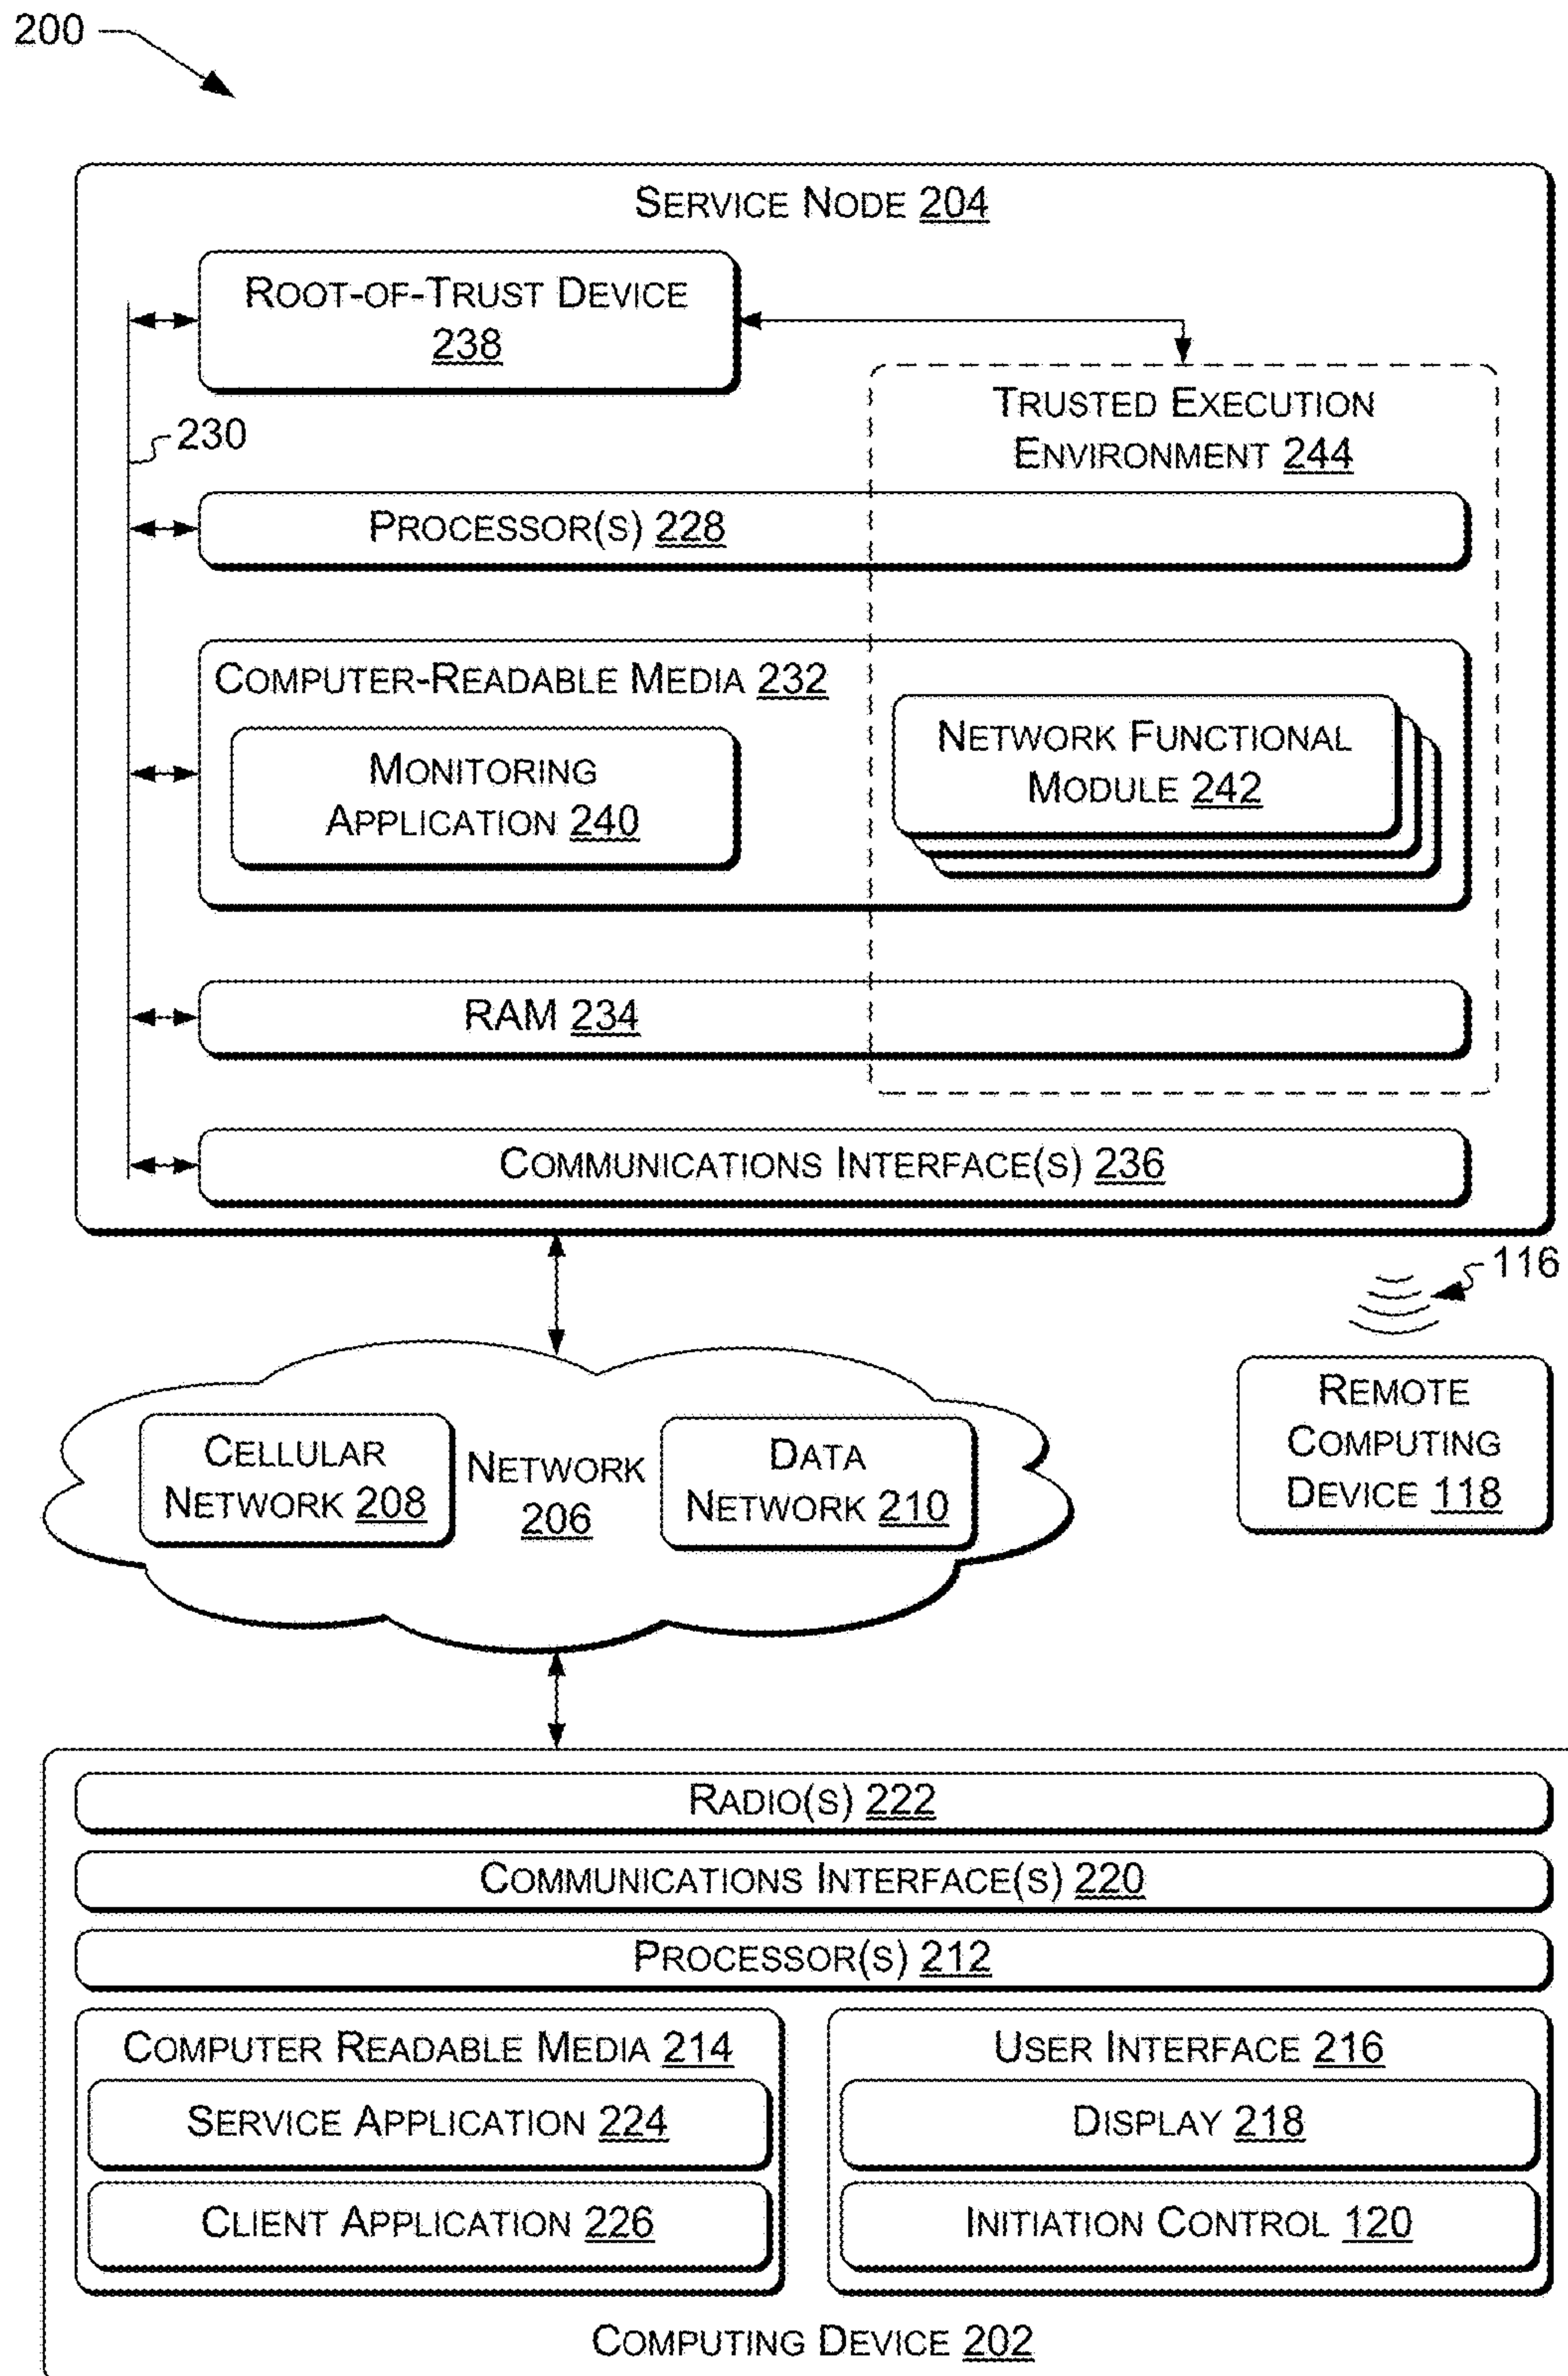 200
SERVICE NODE 204
ROOT-OF-TRUST DEVICE
238
TRUSTED EXECUTION
ENVIRONMENT 244
230
PROCESSOR(S) 228
COMPUTER-READABLE MEDIA 232
MONITORING
APPLICATION 240
NETWORK FUNCTIONAL
MODULE 242
RAM 234
COMMUNICATIONS INTERFACE(S) 236
116
REMOTE
COMPUTING
DEVICE 118
CELLULAR
NETWORK 208
NETWORK
206
DATA
NETWORK 210
RADIO(S) 222
COMMUNICATIONS INTERFACE(S) 220
PROCESSOR(S) 212
COMPUTER READABLE MEDIA 214
SERVICE APPLICATION 224
CLIENT APPLICATION 226
USER INTERFACE 216
DISPLAY 218
INITIATION CONTROL 120
COMPUTING DEVICE 202